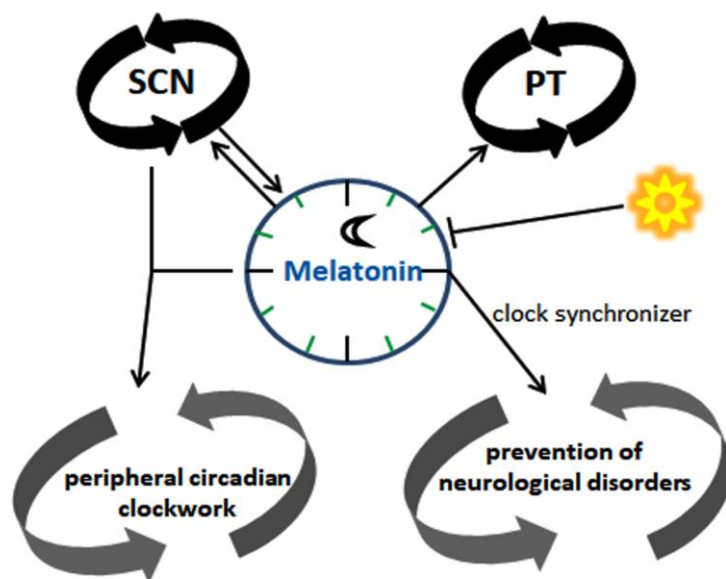 SCN
PT
Melatonin
clock synchronizer
peripheral circadian
clockwork
prevention of
neurological disorders